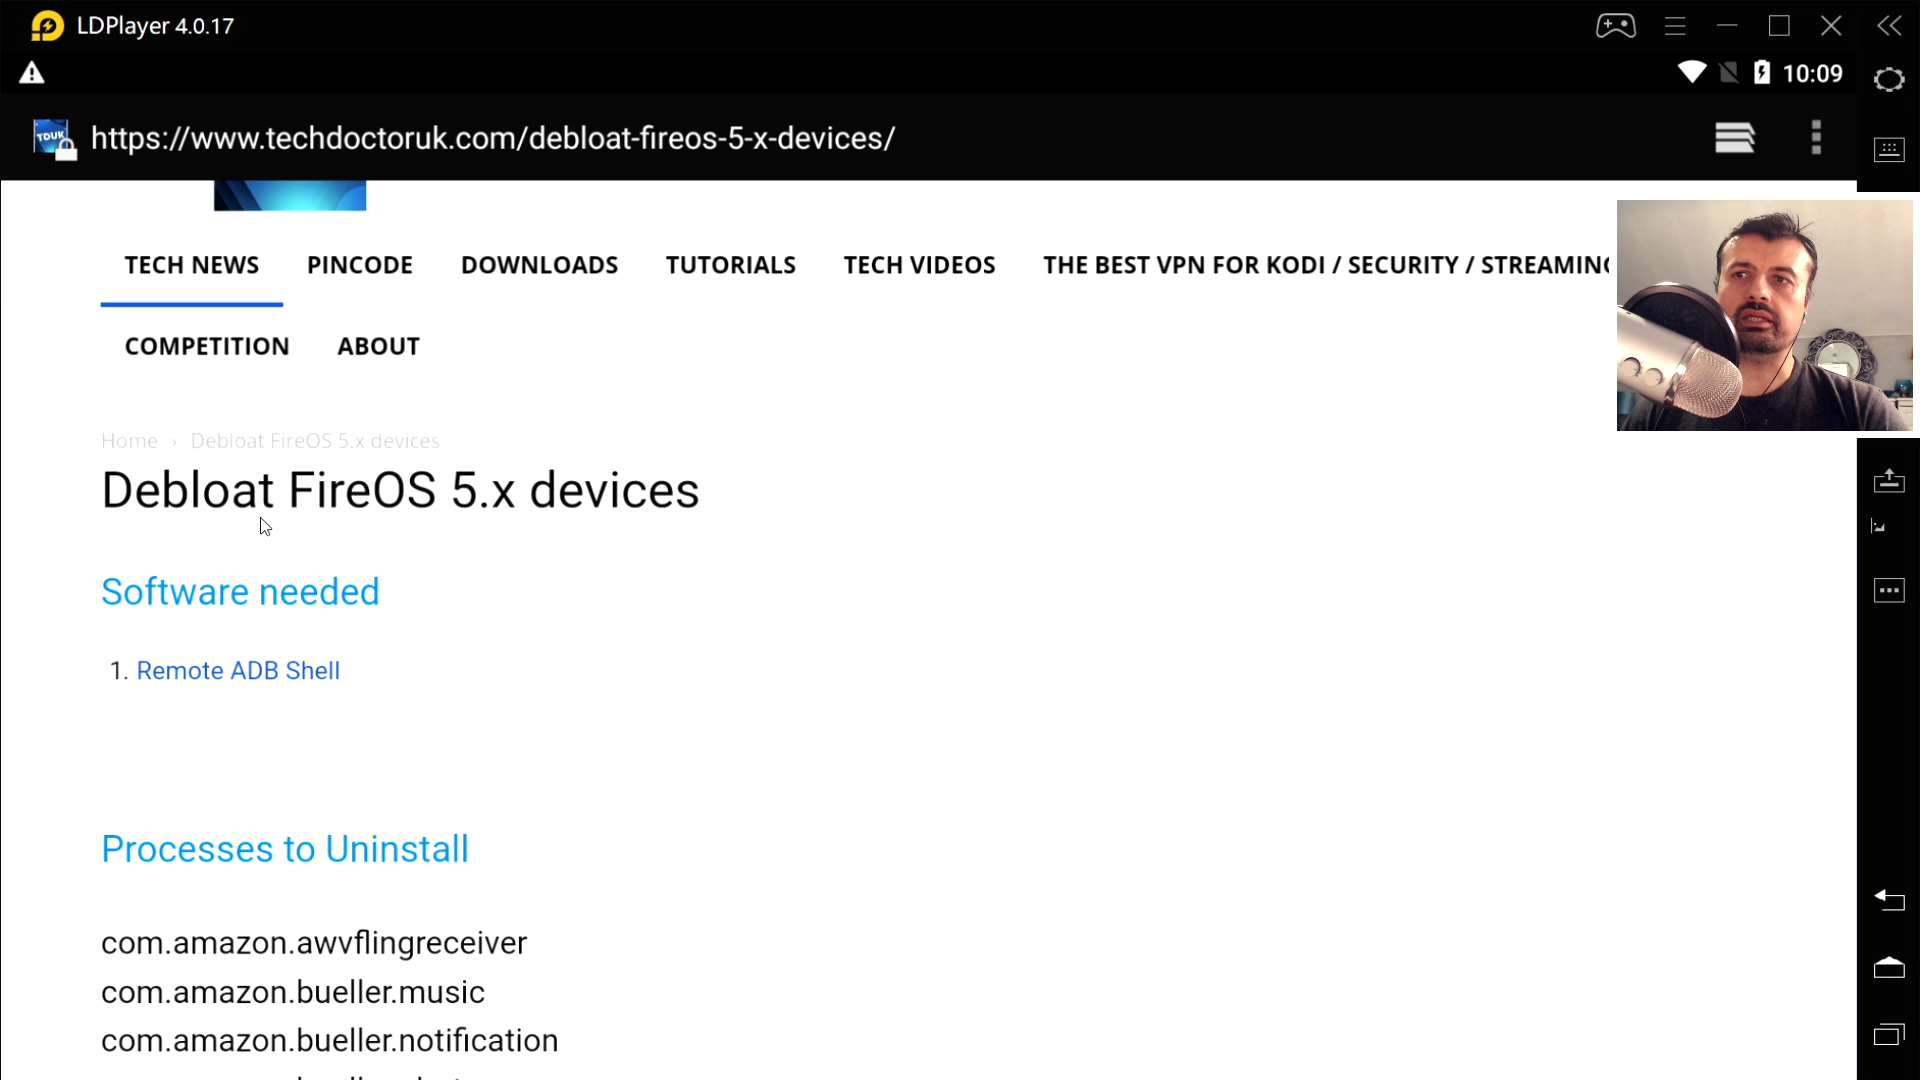 LDPlayer 4.0.17
10:09
TDUK
https://www.techdoctoruk.com/debloat-fireos-5-x-devices/
TECH NEWS PINCODE DOWNLOADS TUTORIALS TECH VIDEOS THE BEST VPN FOR KODI / SECURITY / STREAMING
COMPETITION ABOUT
Home › Debloat FireOS 5.x devices
Debloat FireOS 5.x devices
Software needed
1. Remote ADB Shell
Processes to Uninstall
com.amazon.awvflingreceiver
com.amazon.bueller.music
com.amazon.bueller.notification